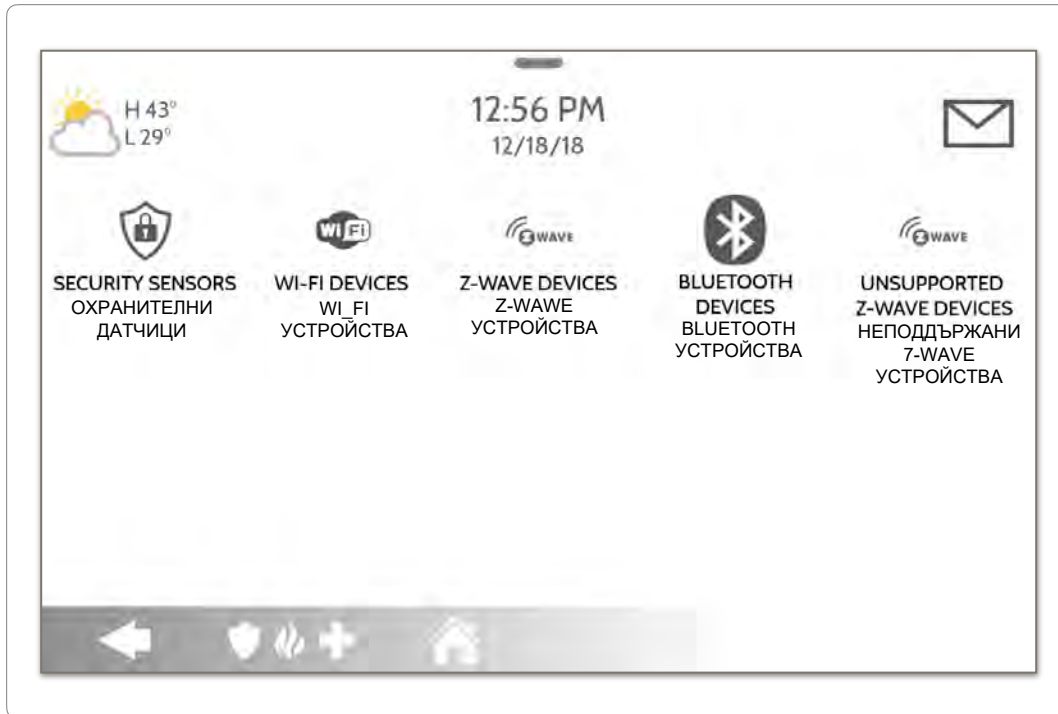 H 43°
L 29°
12:56 PM
12/18/18
Wi Fi
Z WAVE
Z WAVE
SECURITY SENSORS
ОХРАНИТЕЛНИ
ДАТЧИЦИ
WI-FI DEVICES
WI_FI
УСТРОЙСТВА
Z-WAVE DEVICES
Z-WAWE
УСТРОЙСТВА
BLUETOOTH
DEVICES
BLUETOOTH
УСТРОЙСТВА
UNSUPPORTED
Z-WAVE DEVICES
НЕПОДДЪРЖАНИ
7-WAVE
УСТРОЙСТВА